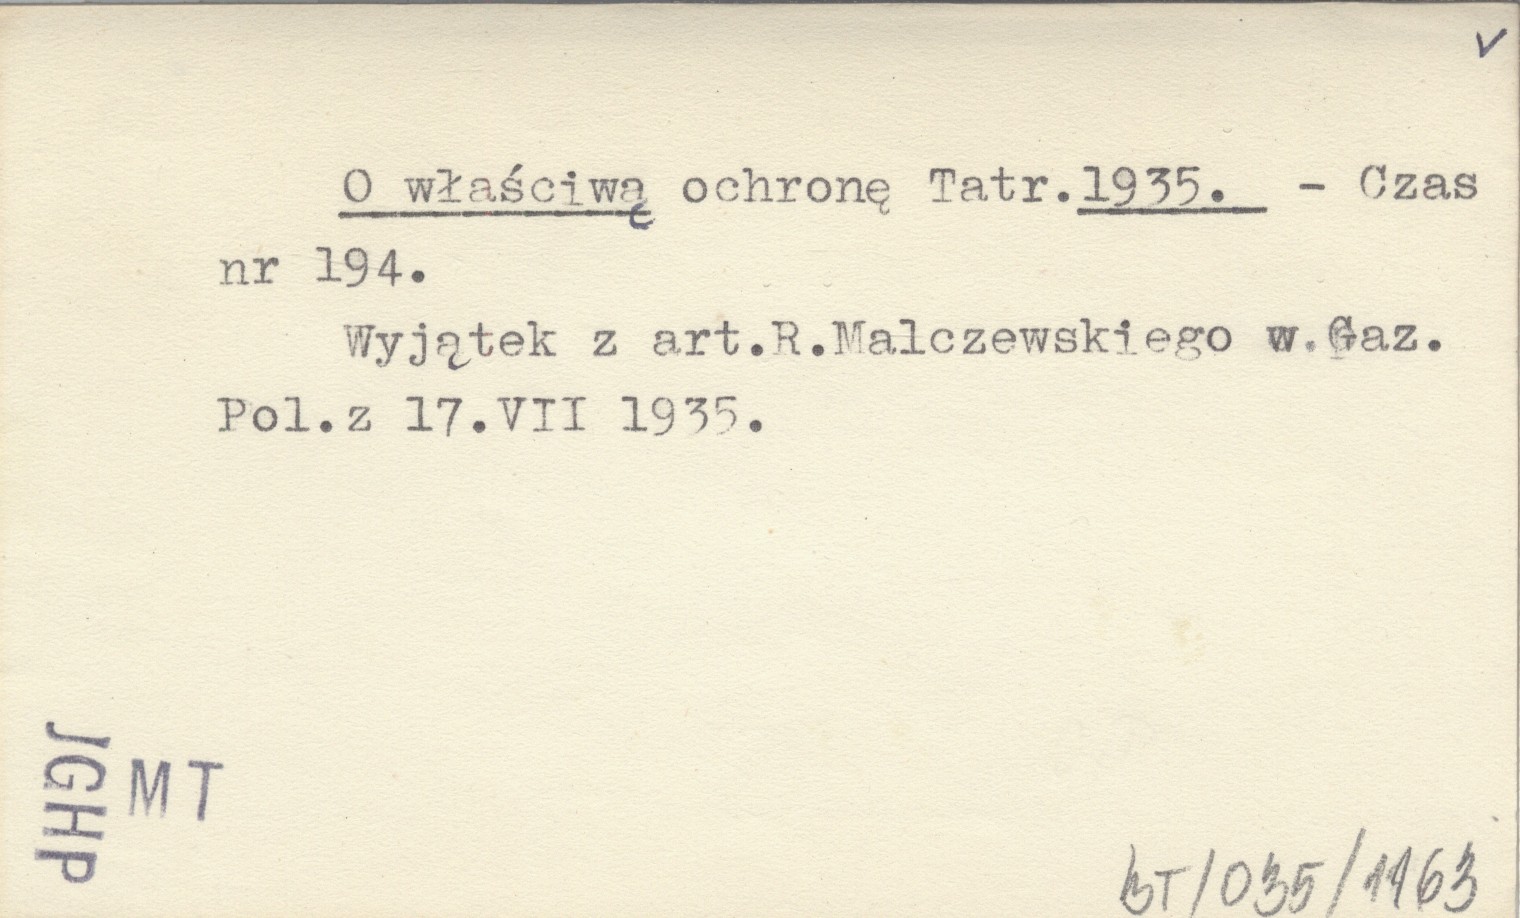 O właściwą ochronę Tatr.1935. - Czas
nr 194.
Wyjątek z art.R.Malczewskiego w.Gaz.
Pol.z 17.VII 1935.
JGHP
MT
BT/035/1163